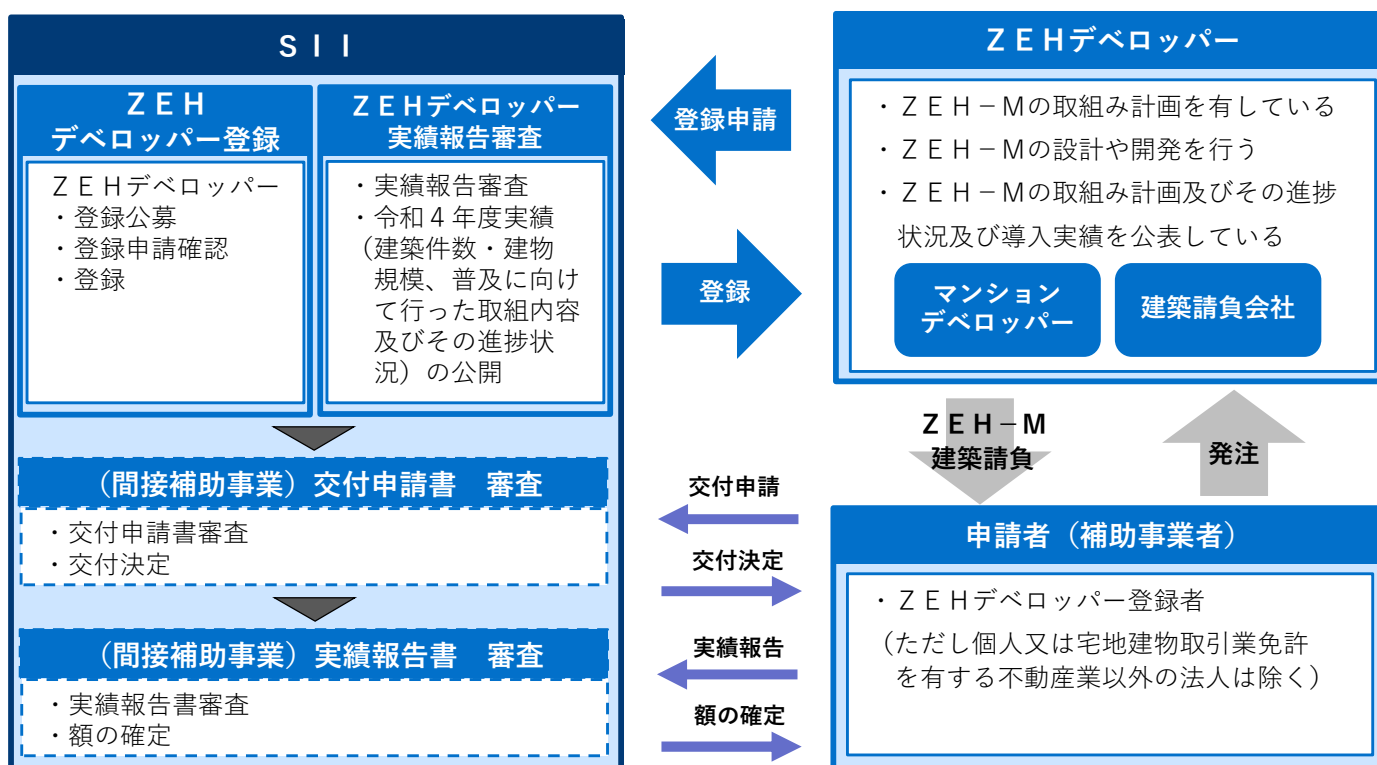 ＳＩＩ
ＺＥＨ
デベロッパー登録
ＺＥＨデベロッパー
・登録公募
・登録申請確認
・登録
ＺＥＨデベロッパー
実績報告審査
・実績報告審査
・令和４年度実績
（建築件数・建物
規模、普及に向け
て行った取組内容
及びその進捗状
況）の公開
（間接補助事業）交付申請書　審査
・交付申請書審査
・交付決定
（間接補助事業）実績報告書　審査
・実績報告書審査
・額の確定
登録申請
登録
交付申請
交付決定
実績報告
額の確定
ＺＥＨデベロッパー
・ＺＥＨ－Ｍの取組み計画を有している
・ＺＥＨ－Ｍの設計や開発を行う
・ＺＥＨ－Ｍの取組み計画及びその進捗
状況及び導入実績を公表している
マンション
デベロッパー
建築請負会社
ＺＥＨ－Ｍ
建築請負
発注
申請者（補助事業者）
・ＺＥＨデベロッパー登録者
（ただし個人又は宅地建物取引業免許
を有する不動産業以外の法人は除く）